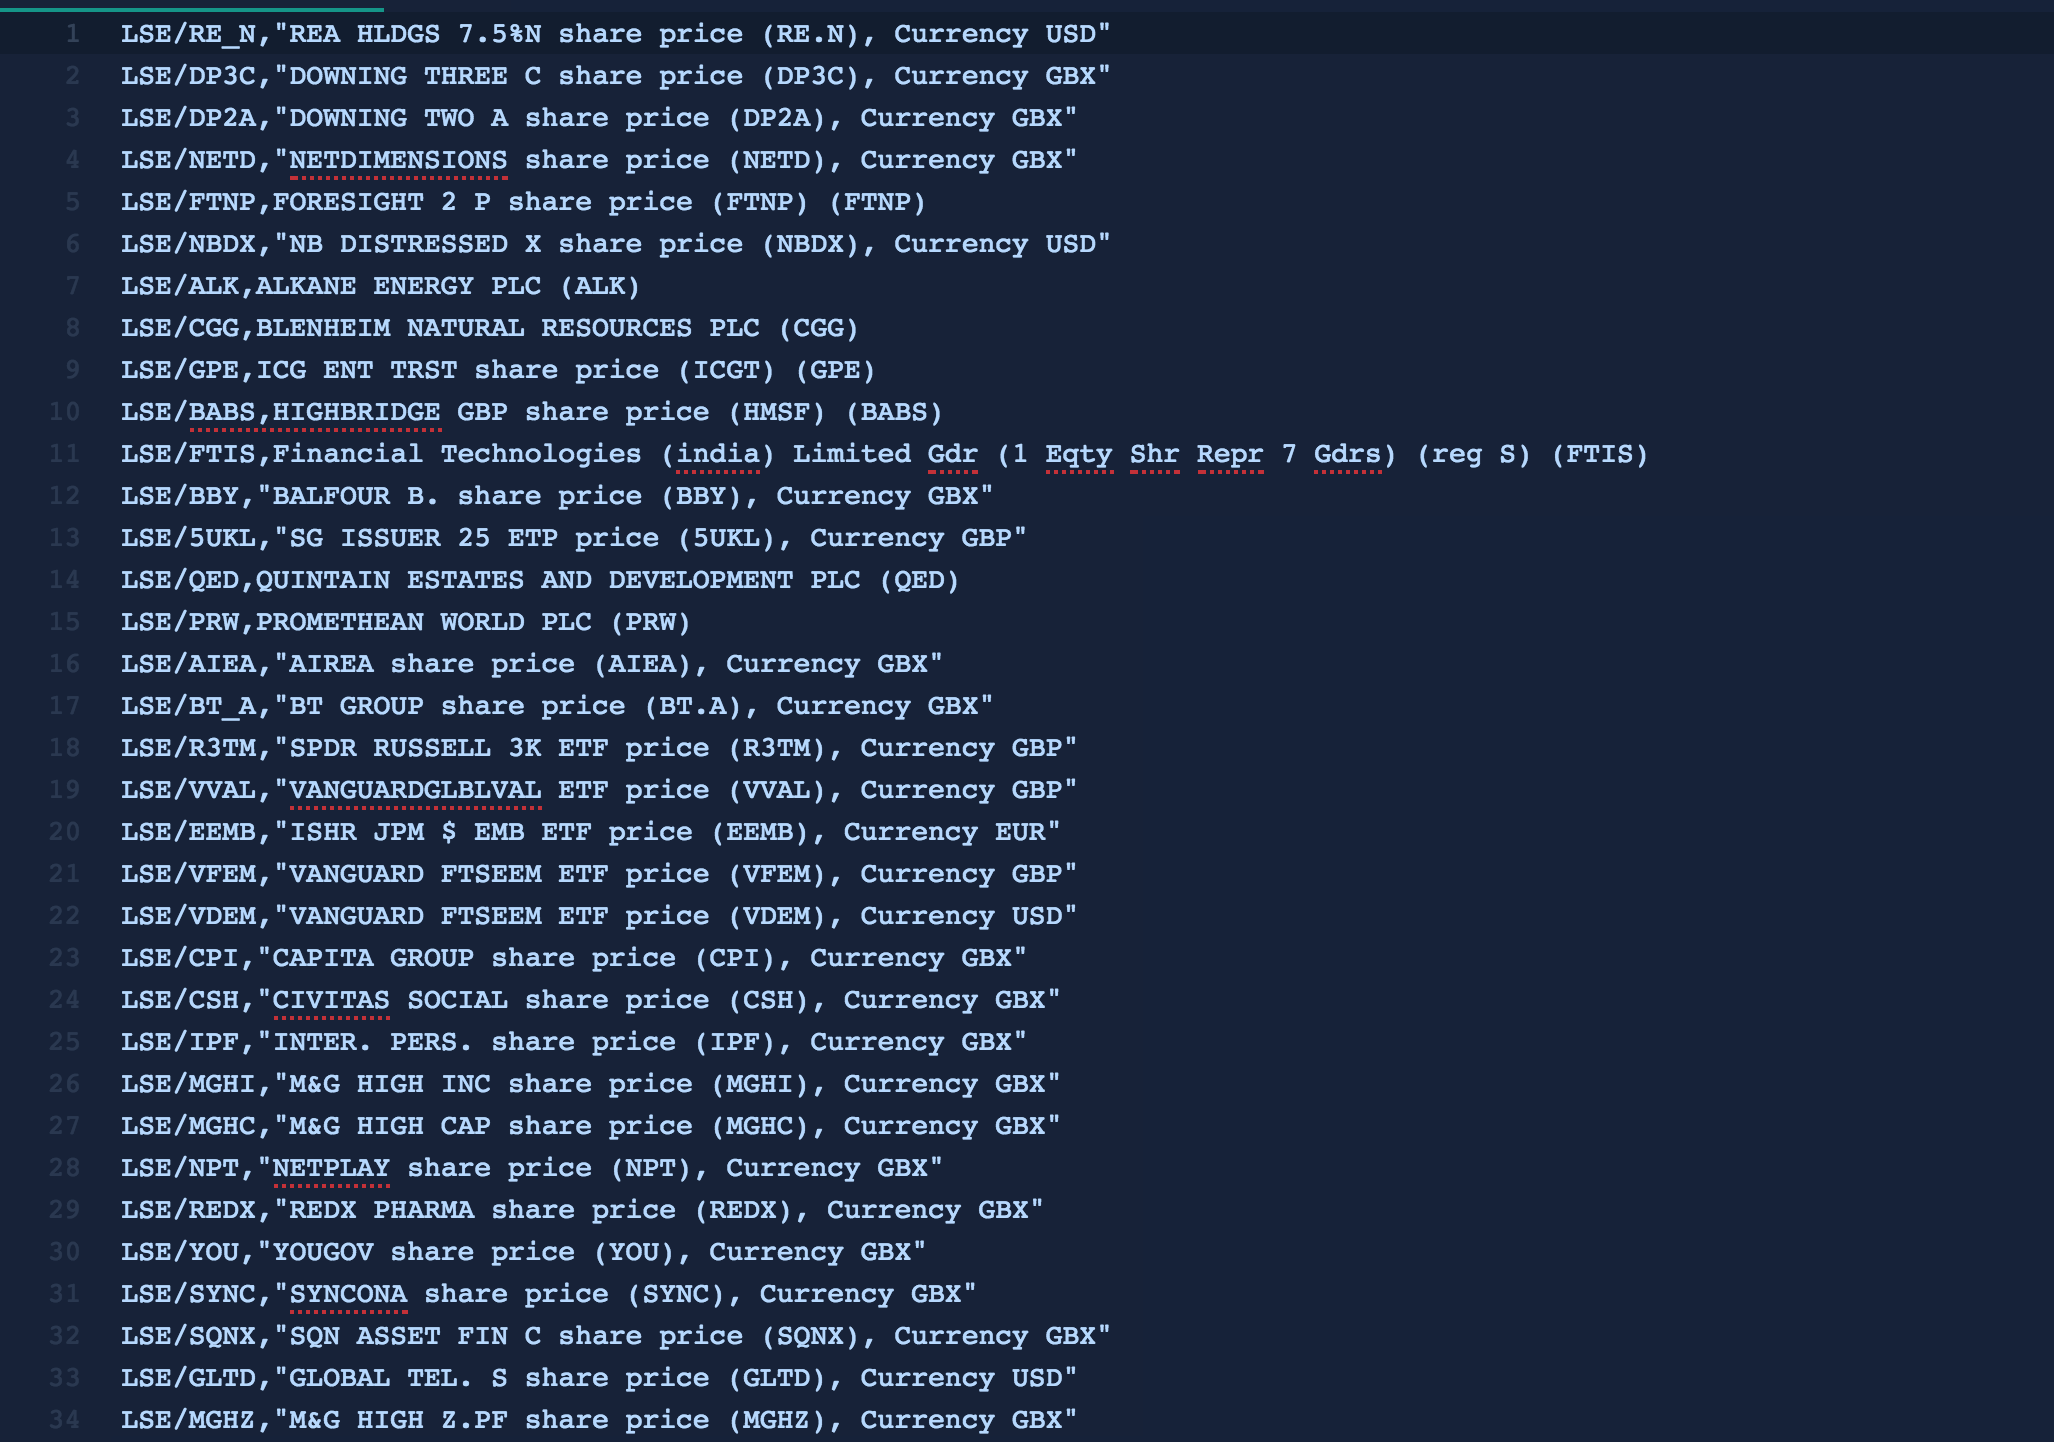 1 LSE/RE_N,"REA HLDGS 7.5%N share price (RE.N), Currency USD"
2 LSE/DP3C,"DOWNING THREE C share price (DP3C), Currency GBX"
3 LSE/DP2A,"DOWNING TWO A share price (DP2A), Currency GBX"
4 LSE/NETD,"NETDIMENSIONS share price (NETD), Currency GBX"
5 LSE/FTNP,FORESIGHT 2 P share price (FTNP) (FTNP)
6 LSE/NBDX,"NB DISTRESSED X share price (NBDX), Currency USD"
7 LSE/ALK,ALKANE ENERGY PLC (ALK)
8 LSE/CGG,BLENHEIM NATURAL RESOURCES PLC (CGG)
9 LSE/GPE,ICG ENT TRST share price (ICGT) (GPE)
10 LSE/BABS,HIGHBRIDGE GBP share price (HMSF) (BABS)
11 LSE/FTIS,Financial Technologies (india) Limited Gdr (1 Eqty Shr Repr 7 Gdrs) (reg S) (FTIS)
12 LSE/BBY,"BALFOUR B. share price (BBY), Currency GBX"
13 LSE/5UKL,"SG ISSUER 25 ETP price (5UKL), Currency GBP"
14 LSE/QED,QUINTAIN ESTATES AND DEVELOPMENT PLC (QED)
15 LSE/PRW,PROMETHEAN WORLD PLC (PRW)
16 LSE/AIEA,"AIREA share price (AIEA), Currency GBX"
17 LSE/BT_A,"BT GROUP share price (BT.A), Currency GBX"
18 LSE/R3TM,"SPDR RUSSELL 3K ETF price (R3TM), Currency GBP"
19 LSE/VVAL,"VANGUARDGLBLVAL ETF price (VVAL), Currency GBP"
20 LSE/EEMB,"ISHR JPM $ EMB ETF price (EEMB), Currency EUR"
21 LSE/VFEM,"VANGUARD FTSEEM ETF price (VFEM), Currency GBP"
22 LSE/VDEM,"VANGUARD FTSEEM ETF price (VDEM), Currency USD"
23 LSE/CPI,"CAPITA GROUP share price (CPI), Currency GBX"
24 LSE/CSH,"CIVITAS SOCIAL share price (CSH), Currency GBX"
25 LSE/IPF,"INTER. PERS. share price (IPF), Currency GBX"
26 LSE/MGHI,"M&G HIGH INC share price (MGHI), Currency GBX"
27 LSE/MGHC,"M&G HIGH CAP share price (MGHC), Currency GBX"
28 LSE/NPT,"NETPLAY share price (NPT), Currency GBX"
29 LSE/REDX,"REDX PHARMA share price (REDX), Currency GBX"
30 LSE/YOU,"YOUGOV share price (YOU), Currency GBX"
31 LSE/SYNC,"SYNCONA share price (SYNC), Currency GBX"
32 LSE/SQNX,"SQN ASSET FIN C share price (SQNX), Currency GBX"
33 LSE/GLTD,"GLOBAL TEL. S share price (GLTD), Currency USD"
34 LSE/MGHZ,"M&G HIGH Z.PF share price (MGHZ), Currency GBX"